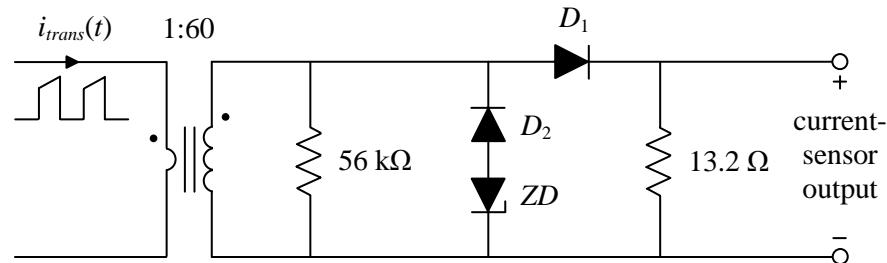 i_trans(t)
1:60
D₁
56 kΩ
D₂
ZD
13.2 Ω
+
current-
sensor
output
−